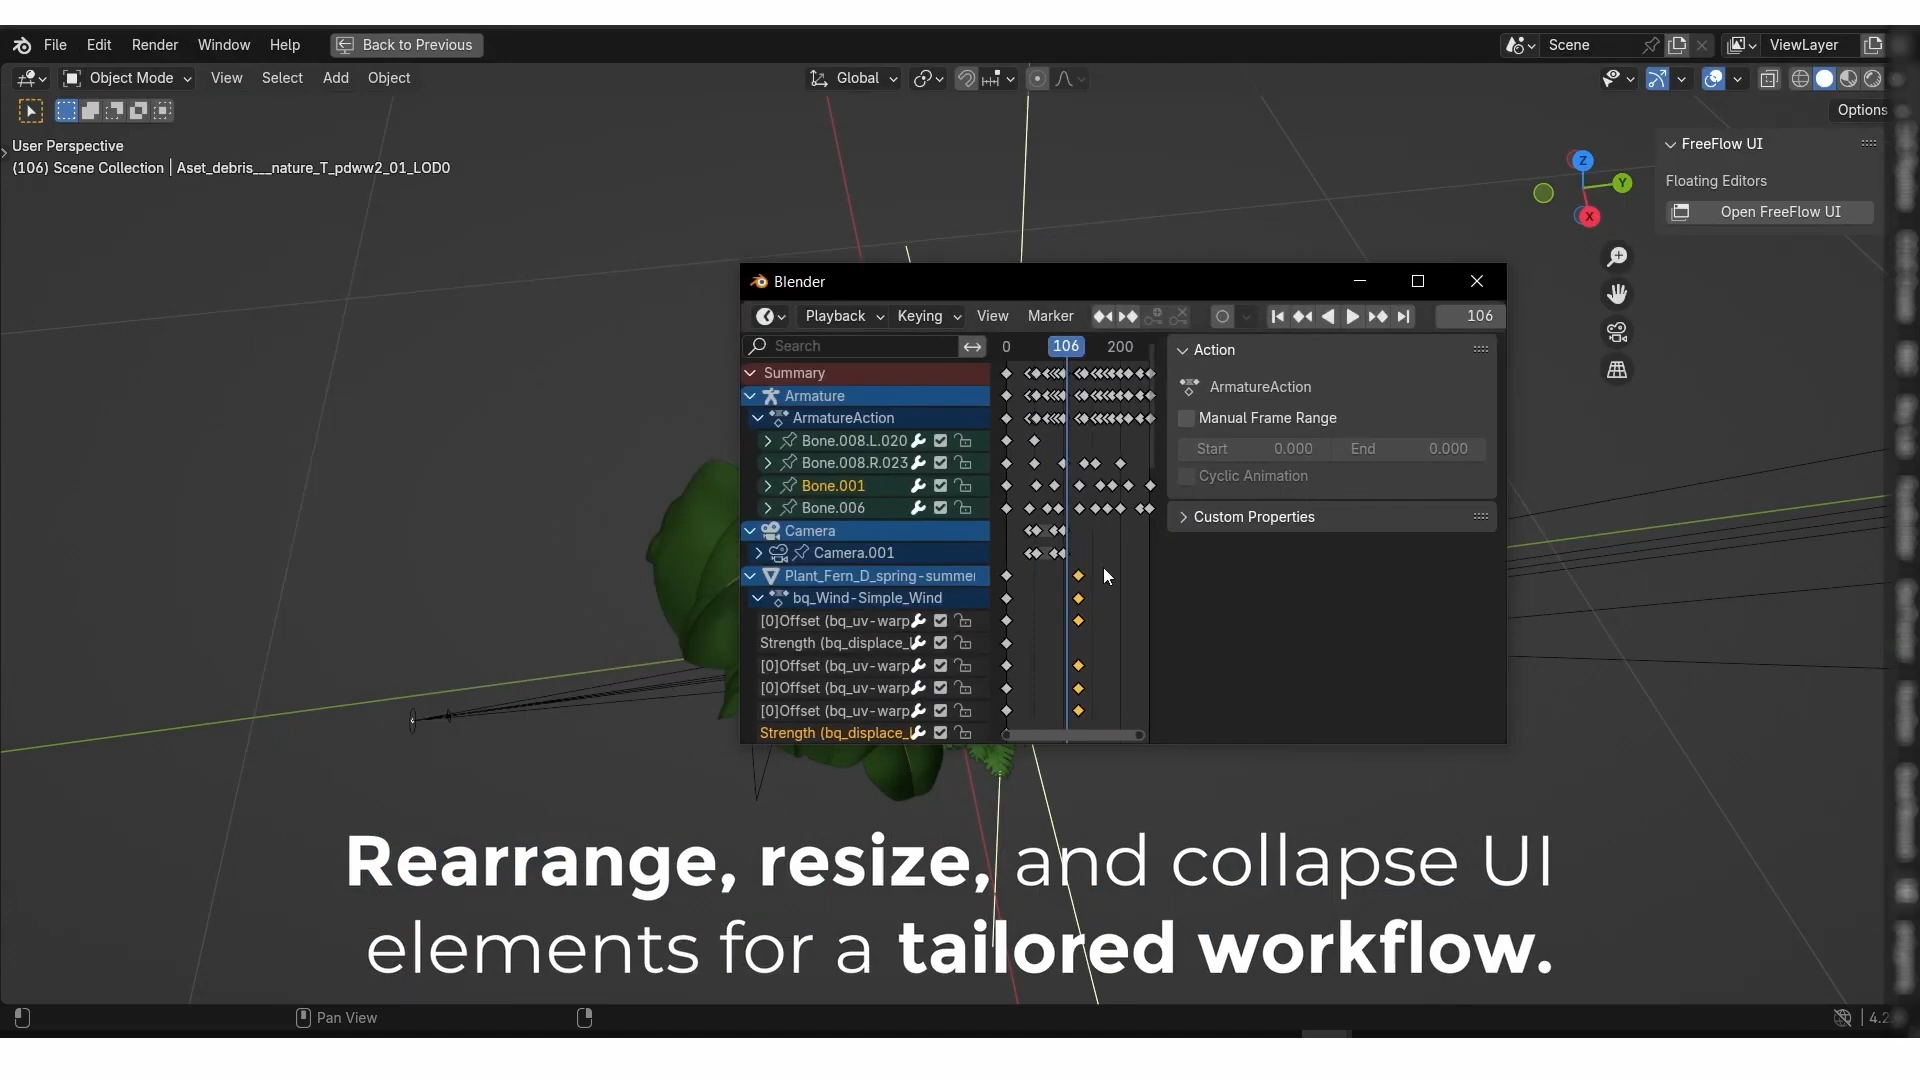 File Edit Render Window Help Back to Previous Scene ViewLayer
Object Mode View Select Add Object Global
Options
User Perspective
(106) Scene Collection | Aset_debris__nature_T_pdww2_01_LOD0
FreeFlow UI
Floating Editors
Open FreeFlow UI
Z
Y
X
Blender
Playback Keying View Marker 106
Search 0 106 200
Summary
Armature
ArmatureAction
Bone.008.L.020
Bone.008.R.023
Bone.001
Bone.006
Camera
Camera.001
Plant_Fern_D_spring-summer
bq_Wind-Simple_Wind
[0]Offset (bq_uv-warp
Strength (bq_displace_
[0]Offset (bq_uv-warp
[0]Offset (bq_uv-warp
[0]Offset (bq_uv-warp
Strength (bq_displace_
Action
ArmatureAction
Manual Frame Range
Start 0.000 End 0.000
Cyclic Animation
Custom Properties
Rearrange, resize, and collapse UI
elements for a tailored workflow.
Pan View 4.2